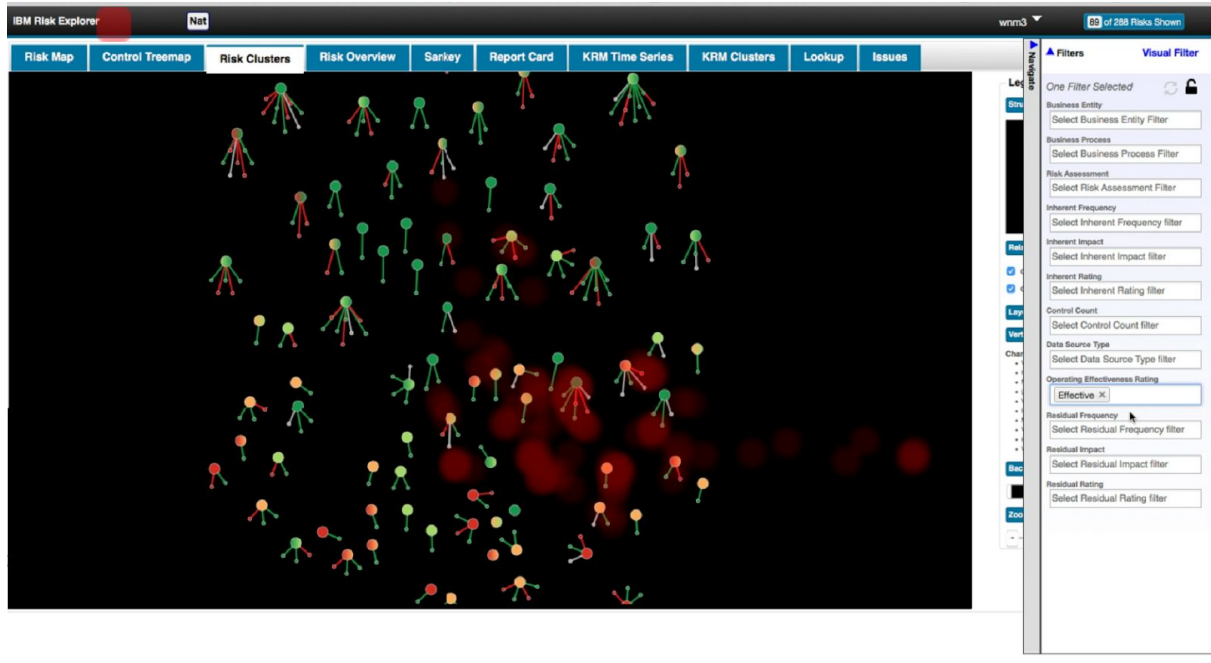 IBM Risk Explorer
Nat
wnm3
89 of 288 Risks Shown
Risk Map
Control Treemap
Risk Clusters
Risk Overview
Sankey
Report Card
KRM Time Series
KRM Clusters
Lookup
Issues
Navigate
Filters
Visual Filter
One Filter Selected
Business Entity
Select Business Entity Filter
Business Process
Select Business Process Filter
Risk Assessment
Select Risk Assessment Filter
Inherent Frequency
Select Inherent Frequency filter
Inherent Impact
Select Inherent Impact filter
Inherent Rating
Select Inherent Rating filter
Control Count
Select Control Count filter
Data Source Type
Select Data Source Type filter
Operating Effectiveness Rating
Effective ×
Residual Frequency
Select Residual Frequency filter
Residual Impact
Select Residual Impact filter
Residual Rating
Select Residual Rating filter